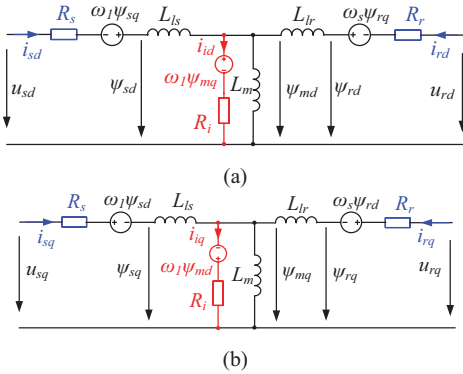 R_s ω_1ψ_sq L_ls L_lr ω_sψ_rq R_r
i_sd i_id i_rd
u_sd ψ_sd ω_1ψ_mq L_m ψ_md ψ_rd u_rd
R_i
(a)
R_s ω_1ψ_sd L_ls L_lr ω_sψ_rd R_r
i_sq i_iq i_rq
u_sq ψ_sq ω_1ψ_md L_m ψ_mq ψ_rq u_rq
R_i
(b)